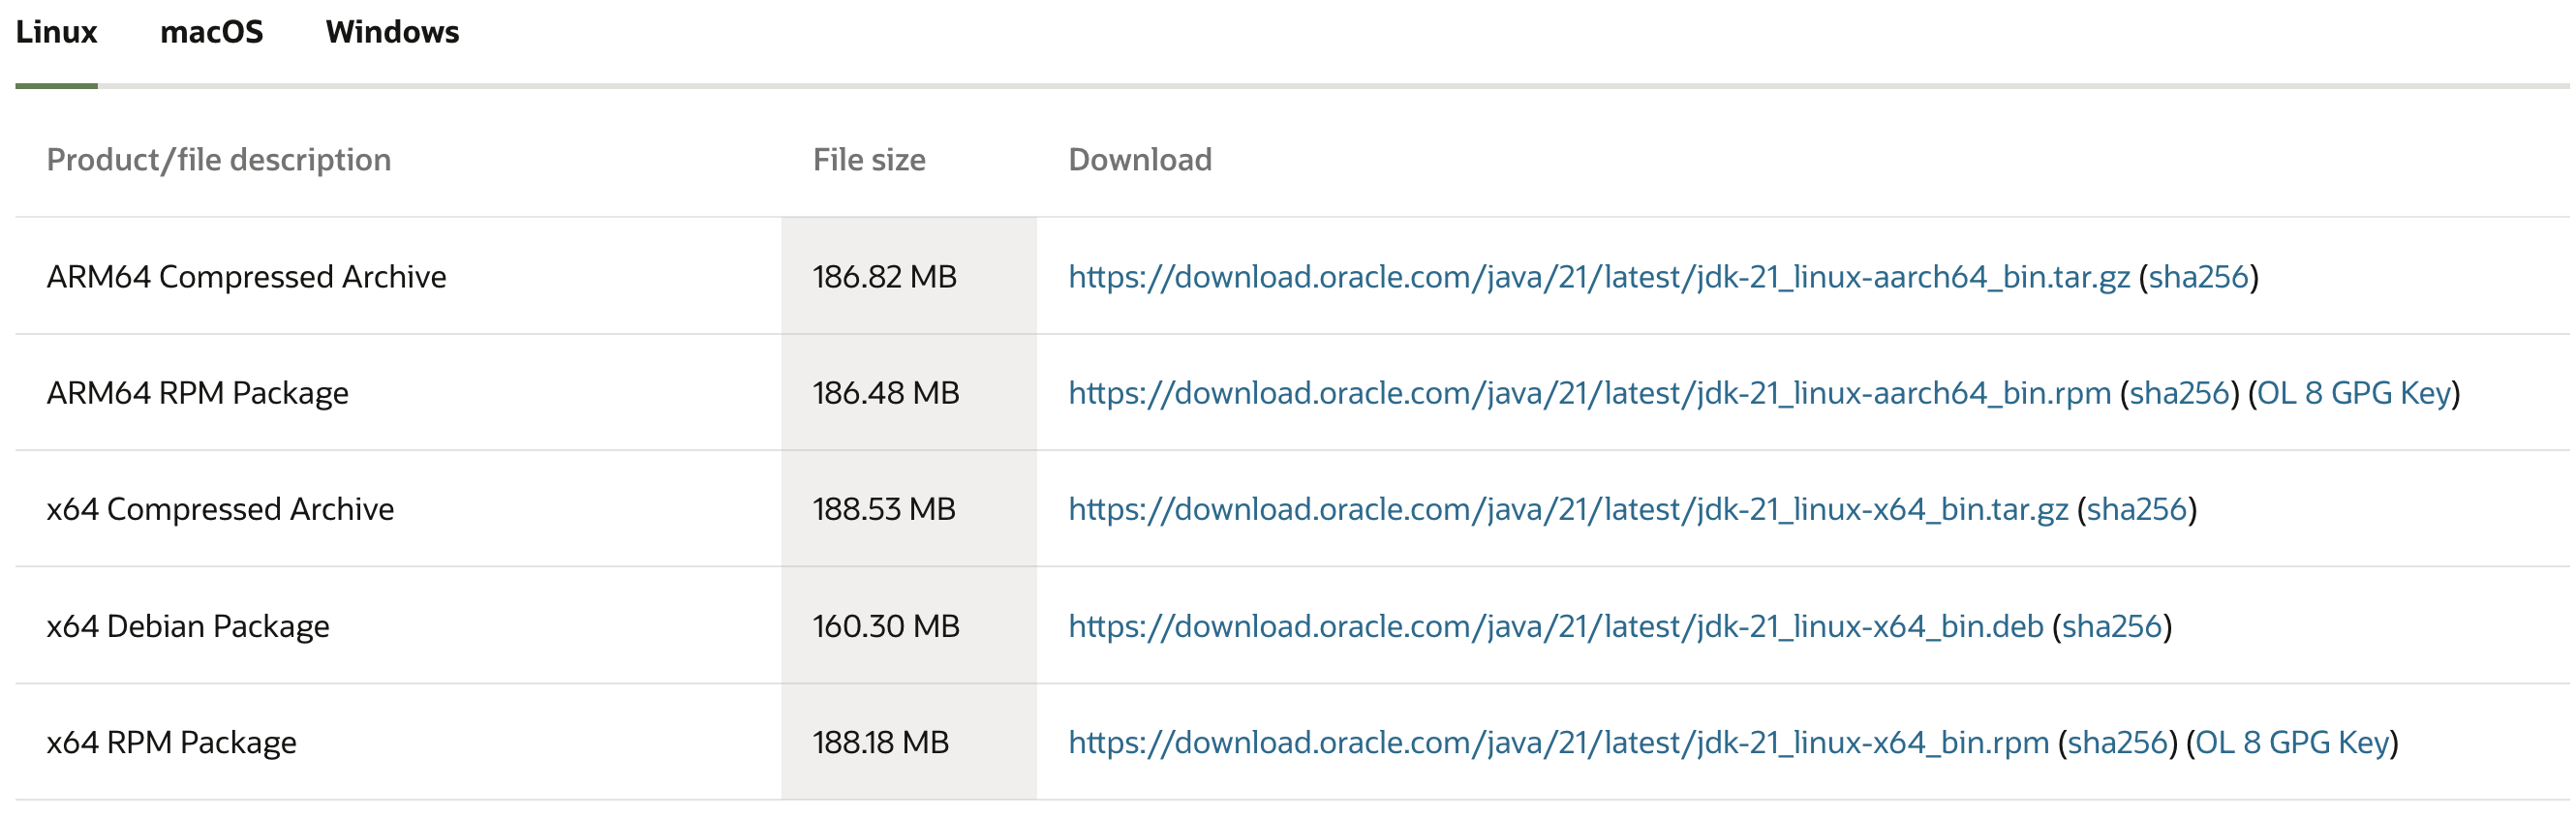 Linux macOS Windows
Product/file description File size Download
ARM64 Compressed Archive 186.82 MB https://download.oracle.com/java/21/latest/jdk-21_linux-aarch64_bin.tar.gz (sha256)
ARM64 RPM Package 186.48 MB https://download.oracle.com/java/21/latest/jdk-21_linux-aarch64_bin.rpm (sha256) (OL 8 GPG Key)
x64 Compressed Archive 188.53 MB https://download.oracle.com/java/21/latest/jdk-21_linux-x64_bin.tar.gz (sha256)
x64 Debian Package 160.30 MB https://download.oracle.com/java/21/latest/jdk-21_linux-x64_bin.deb (sha256)
x64 RPM Package 188.18 MB https://download.oracle.com/java/21/latest/jdk-21_linux-x64_bin.rpm (sha256) (OL 8 GPG Key)